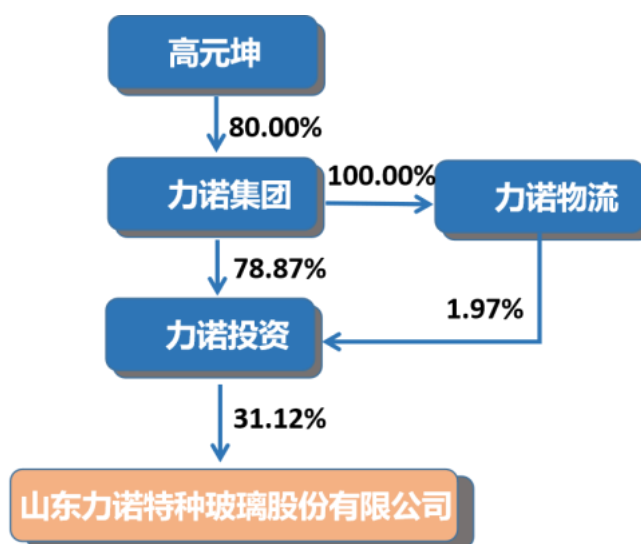 高元坤
80.00%
力诺集团
100.00%
力诺物流
78.87%
1.97%
力诺投资
31.12%
山东力诺特种玻璃股份有限公司